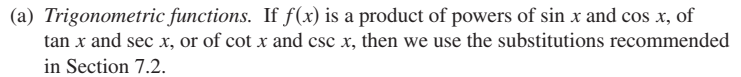 (a) Trigonometric functions. If f(x) is a product of powers of sin x and cos x, of
tan x and sec x, or of cot x and csc x, then we use the substitutions recommended
in Section 7.2.